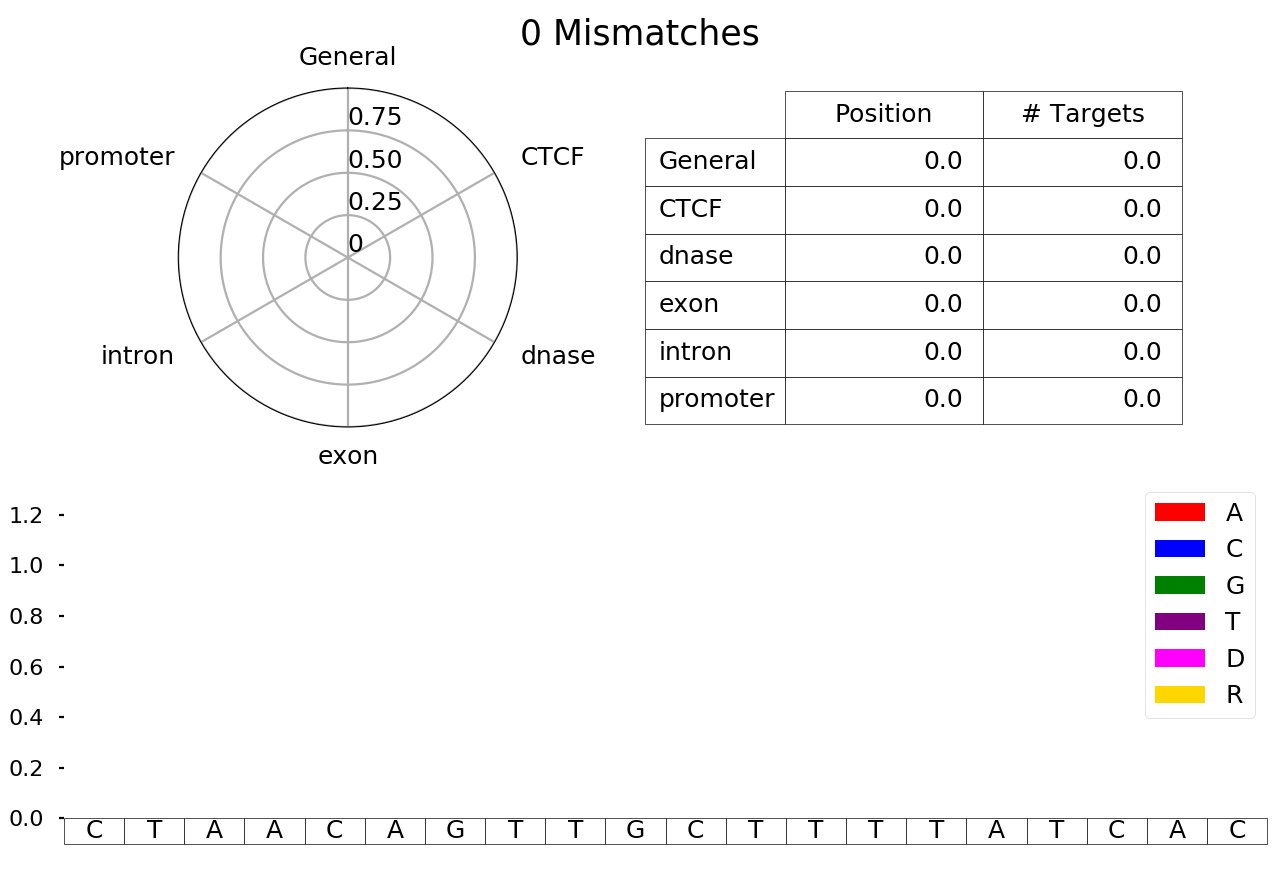 0 Mismatches
General
promoter
CTCF
0.75
0.50
0.25
0
intron
dnase
exon
Position # Targets
General 0.0 0.0
CTCF 0.0 0.0
dnase 0.0 0.0
exon 0.0 0.0
intron 0.0 0.0
promoter 0.0 0.0
1.2
1.0
0.8
0.6
0.4
0.2
0.0
A
C
G
T
D
R
C T A A C A G T T G C T T T T A T C A C